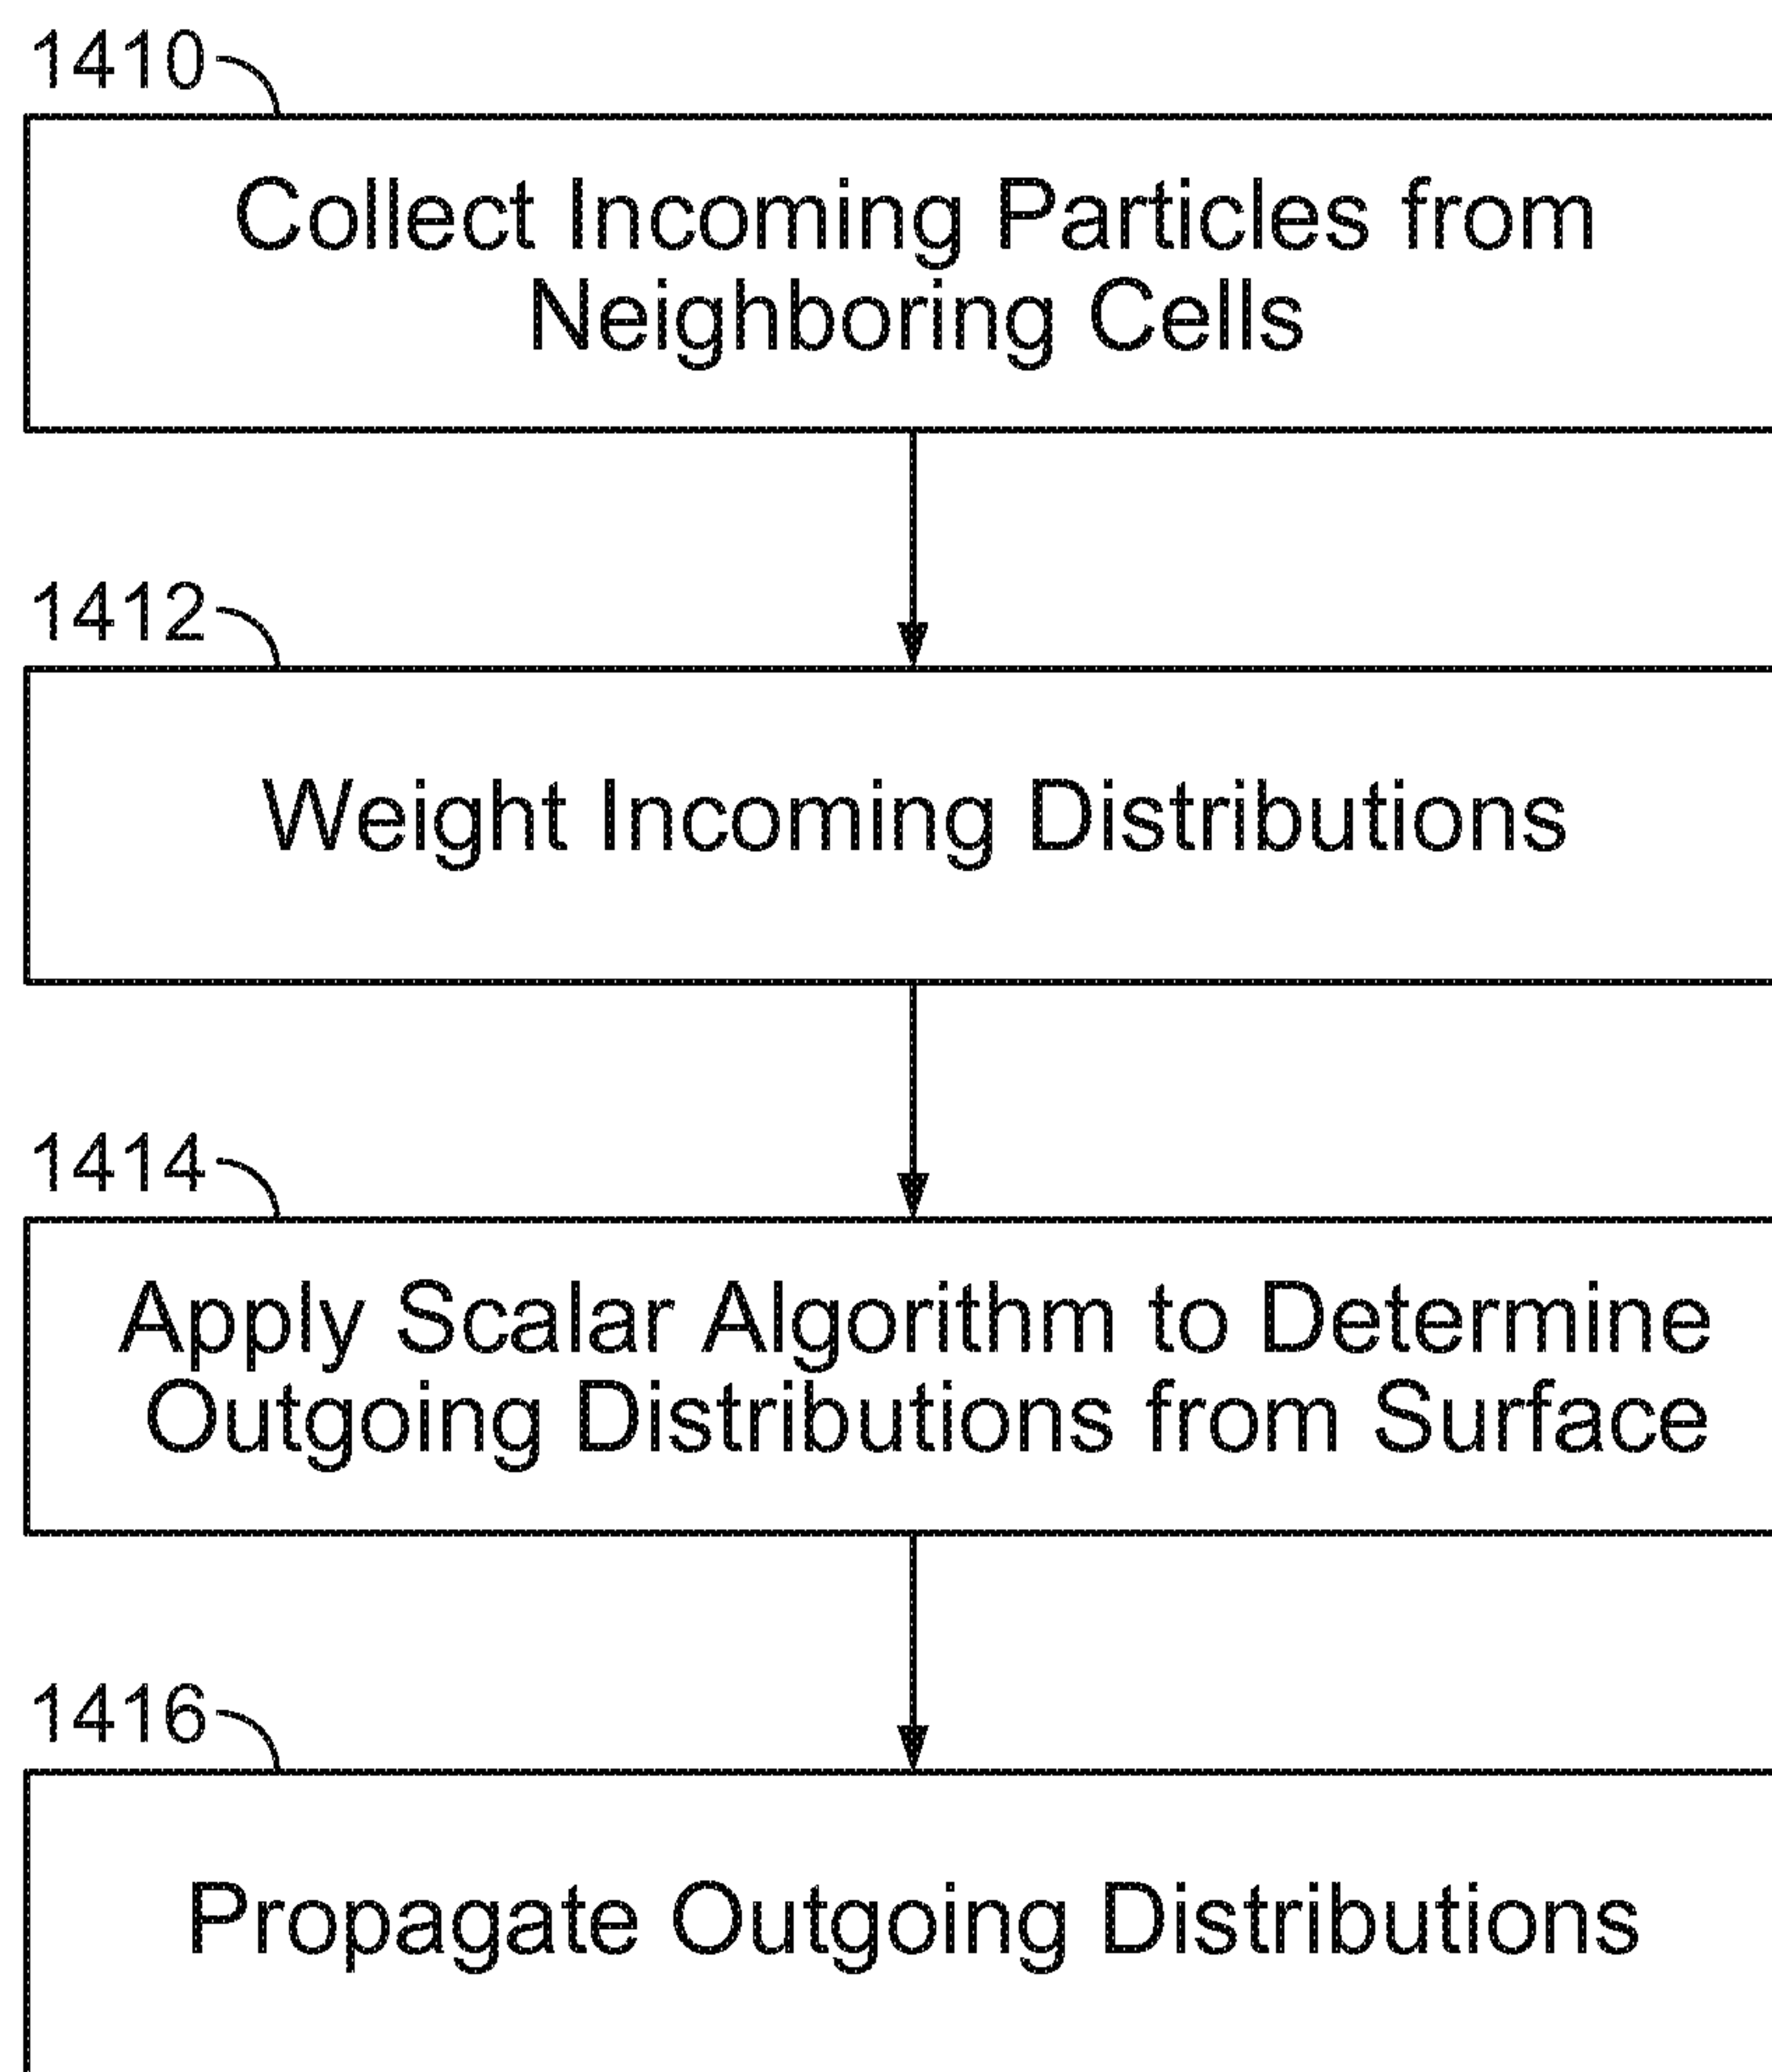 1410
Collect Incoming Particles from
Neighboring Cells
1412
Weight Incoming Distributions
1414
Apply Scalar Algorithm to Determine
Outgoing Distributions from Surface
1416
Propagate Outgoing Distributions